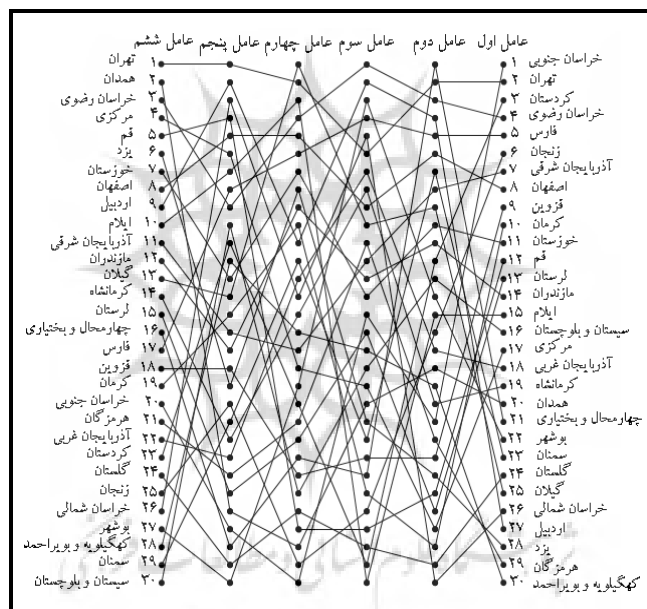 عامل اول عامل دوم عامل سوم عامل چهارم عامل پنجم عامل ششم
خراسان جنوبی ۱ ۱ تهران
تهران ۲ ۲ همدان
کردستان ۳ ۳ خراسان رضوی
خراسان رضوی ۴ ۴ مرکزی
فارس ۵ ۵ قم
زنجان ۶ ۶ یزد
آذربایجان شرقی ۷ ۷ خوزستان
اصفهان ۸ ۸ اصفهان
قزوین ۹ ۹ اردبیل
کرمان ۱۰ ۱۰ ایلام
خوزستان ۱۱ ۱۱ آذربایجان شرقی
قم ۱۲ ۱۲ مازندران
لرستان ۱۳ ۱۳ گیلان
مازندران ۱۴ ۱۴ کرمانشاه
ایلام ۱۵ ۱۵ لرستان
سیستان و بلوچستان ۱۶ ۱۶ چهارمحال و بختیاری
مرکزی ۱۷ ۱۷ فارس
آذربایجان غربی ۱۸ ۱۸ قزوین
کرمانشاه ۱۹ ۱۹ کرمان
همدان ۲۰ ۲۰ خراسان جنوبی
چهارمحال و بختیاری ۲۱ ۲۱ هرمزگان
بوشهر ۲۲ ۲۲ آذربایجان غربی
سمنان ۲۳ ۲۳ کردستان
گلستان ۲۴ ۲۴ گلستان
گیلان ۲۵ ۲۵ زنجان
خراسان شمالی ۲۶ ۲۶ خراسان شمالی
اردبیل ۲۷ ۲۷ بوشهر
یزد ۲۸ ۲۸ کهگیلویه و بویراحمد
هرمزگان ۲۹ ۲۹ سمنان
کهگیلویه و بویراحمد ۳۰ ۳۰ سیستان و بلوچستان